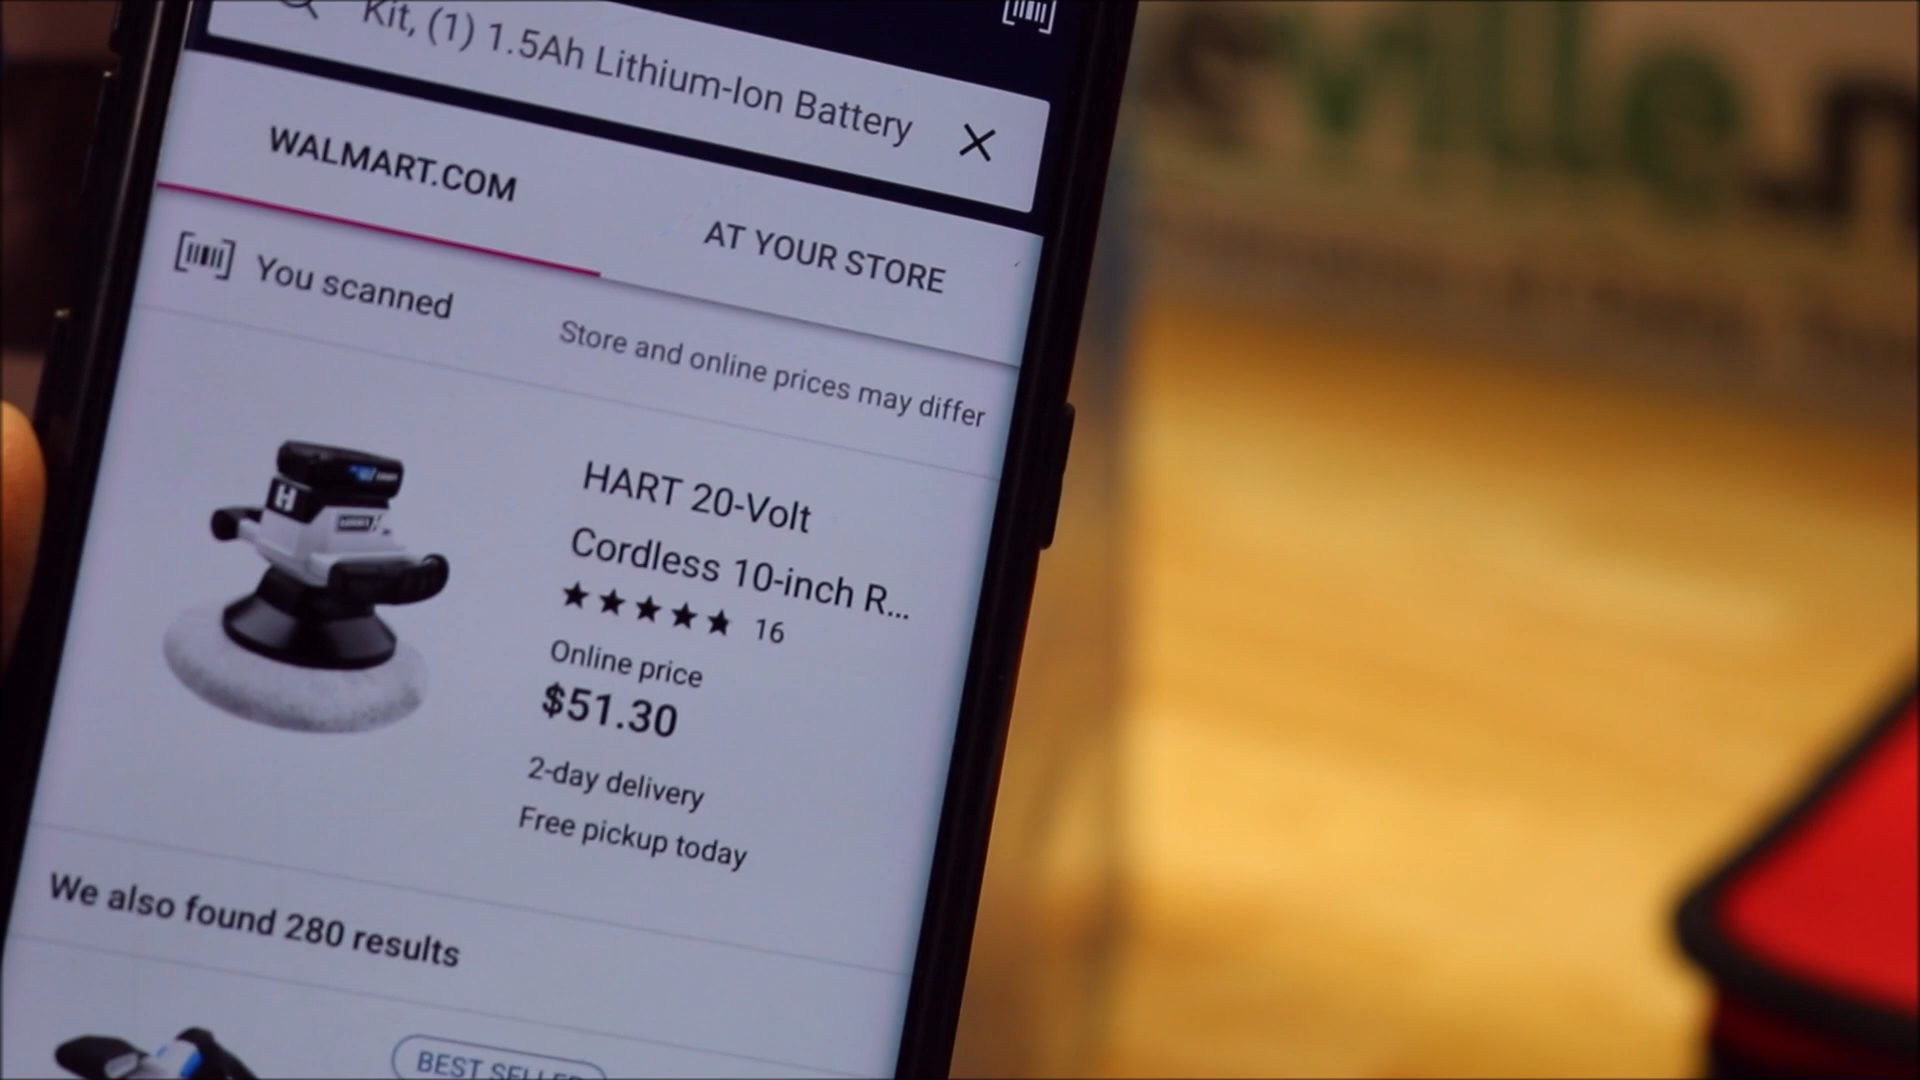 Kit, (1) 1.5Ah Lithium-Ion Battery
WALMART.COM
AT YOUR STORE
You scanned
Store and online prices may differ
H
HART 20-Volt
Cordless 10-inch R...
16
Online price
$51.30
2-day delivery
Free pickup today
We also found 280 results
BEST SELLER